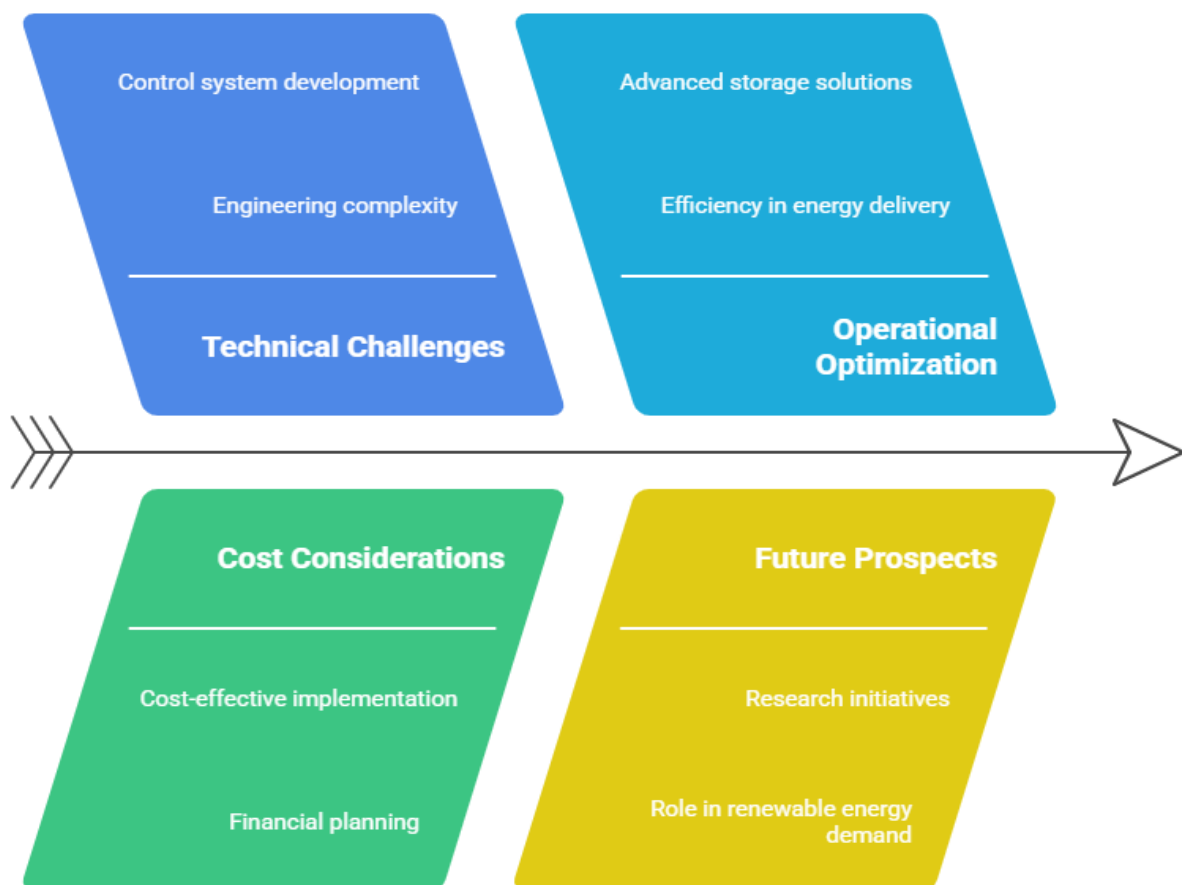 Control system development
Engineering complexity
Technical Challenges
Advanced storage solutions
Efficiency in energy delivery
Operational
Optimization
Cost Considerations
Cost-effective implementation
Financial planning
Future Prospects
Research initiatives
Role in renewable energy
demand